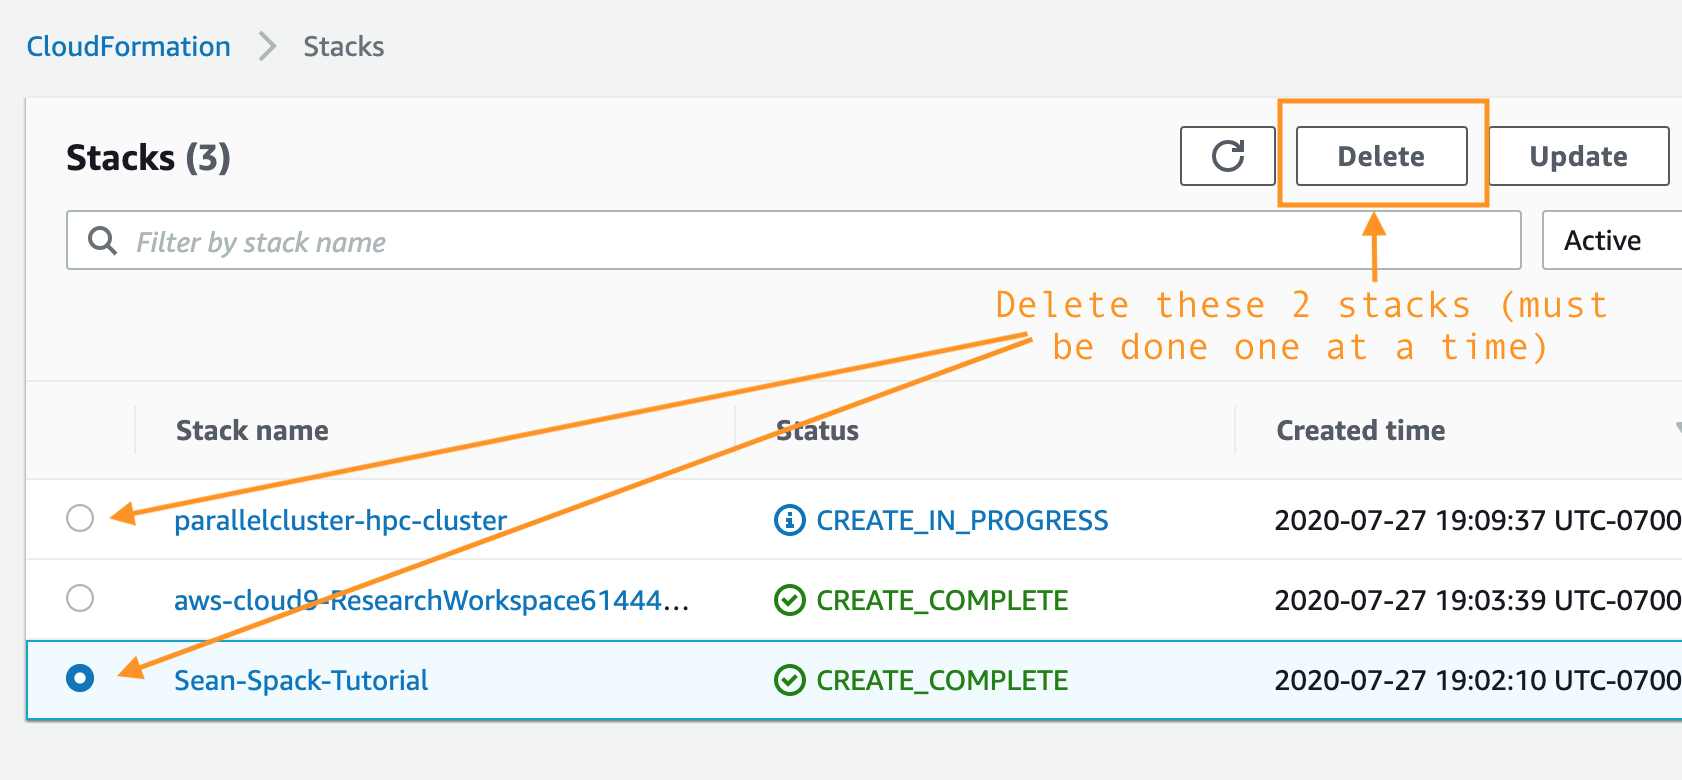 CloudFormation > Stacks
Stacks (3)
Delete
Update
Filter by stack name
Active
Delete these 2 stacks (must
be done one at a time)
Stack name
Status
Created time
parallelcluster-hpc-cluster
CREATE_IN_PROGRESS
2020-07-27 19:09:37 UTC-0700
aws-cloud9-ResearchWorkspace61444...
CREATE_COMPLETE
2020-07-27 19:03:39 UTC-0700
Sean-Spack-Tutorial
CREATE_COMPLETE
2020-07-27 19:02:10 UTC-0700